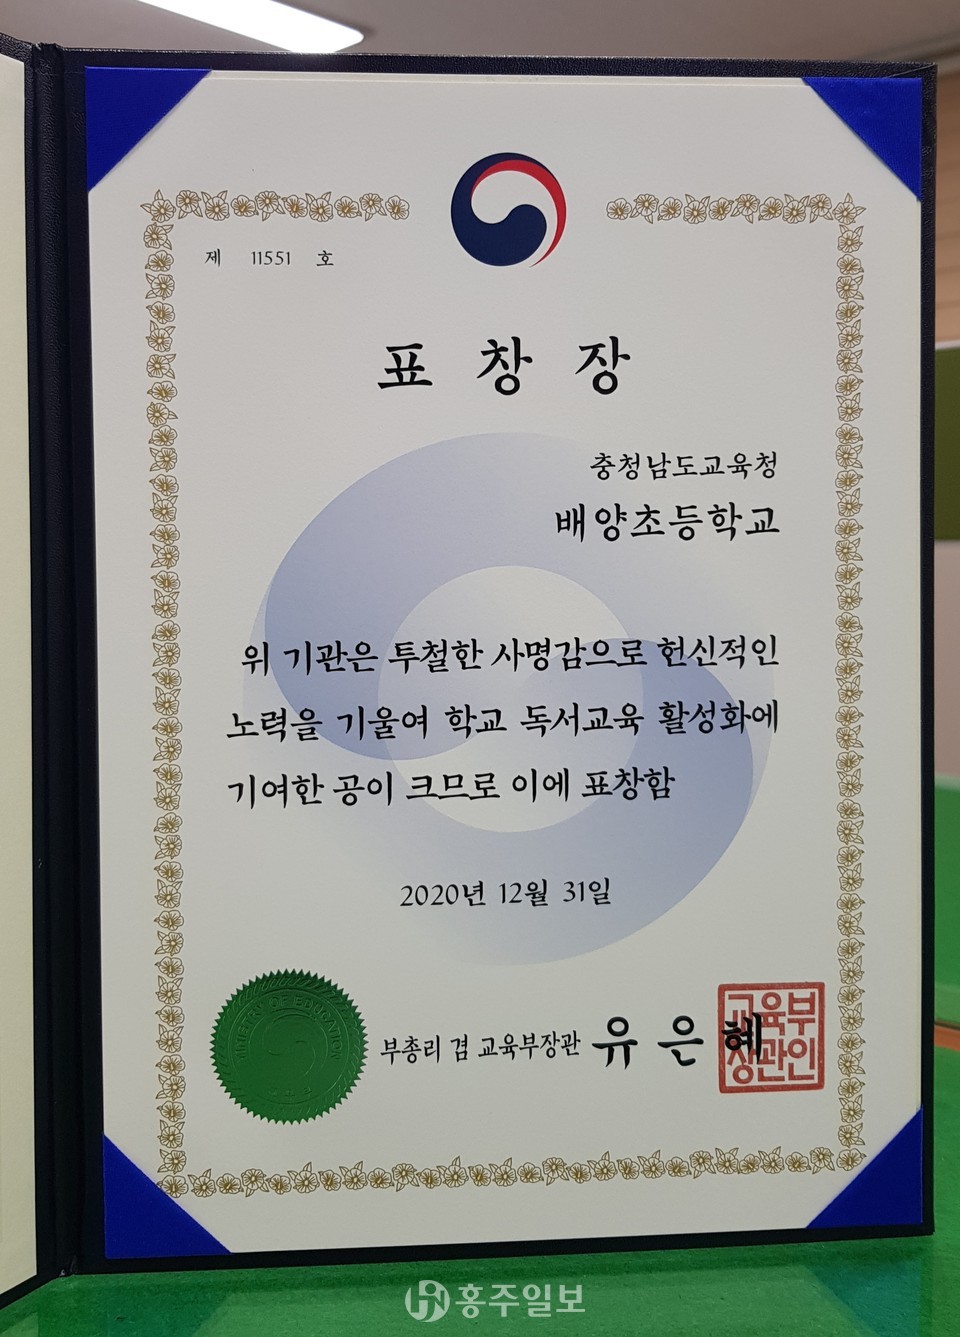 제 11551 호
표창장
충청남도교육청
배양초등학교
위 기관은 투철한 사명감으로 헌신적인
노력을 기울여 학교 독서교육 활성화에
기여한 공이 크므로 이에 표창함
2020년 12월 31일
MINISTRY OF EDUCATION
부총리 겸 교육부장관 유은혜
교육부
장관인
홍주일보